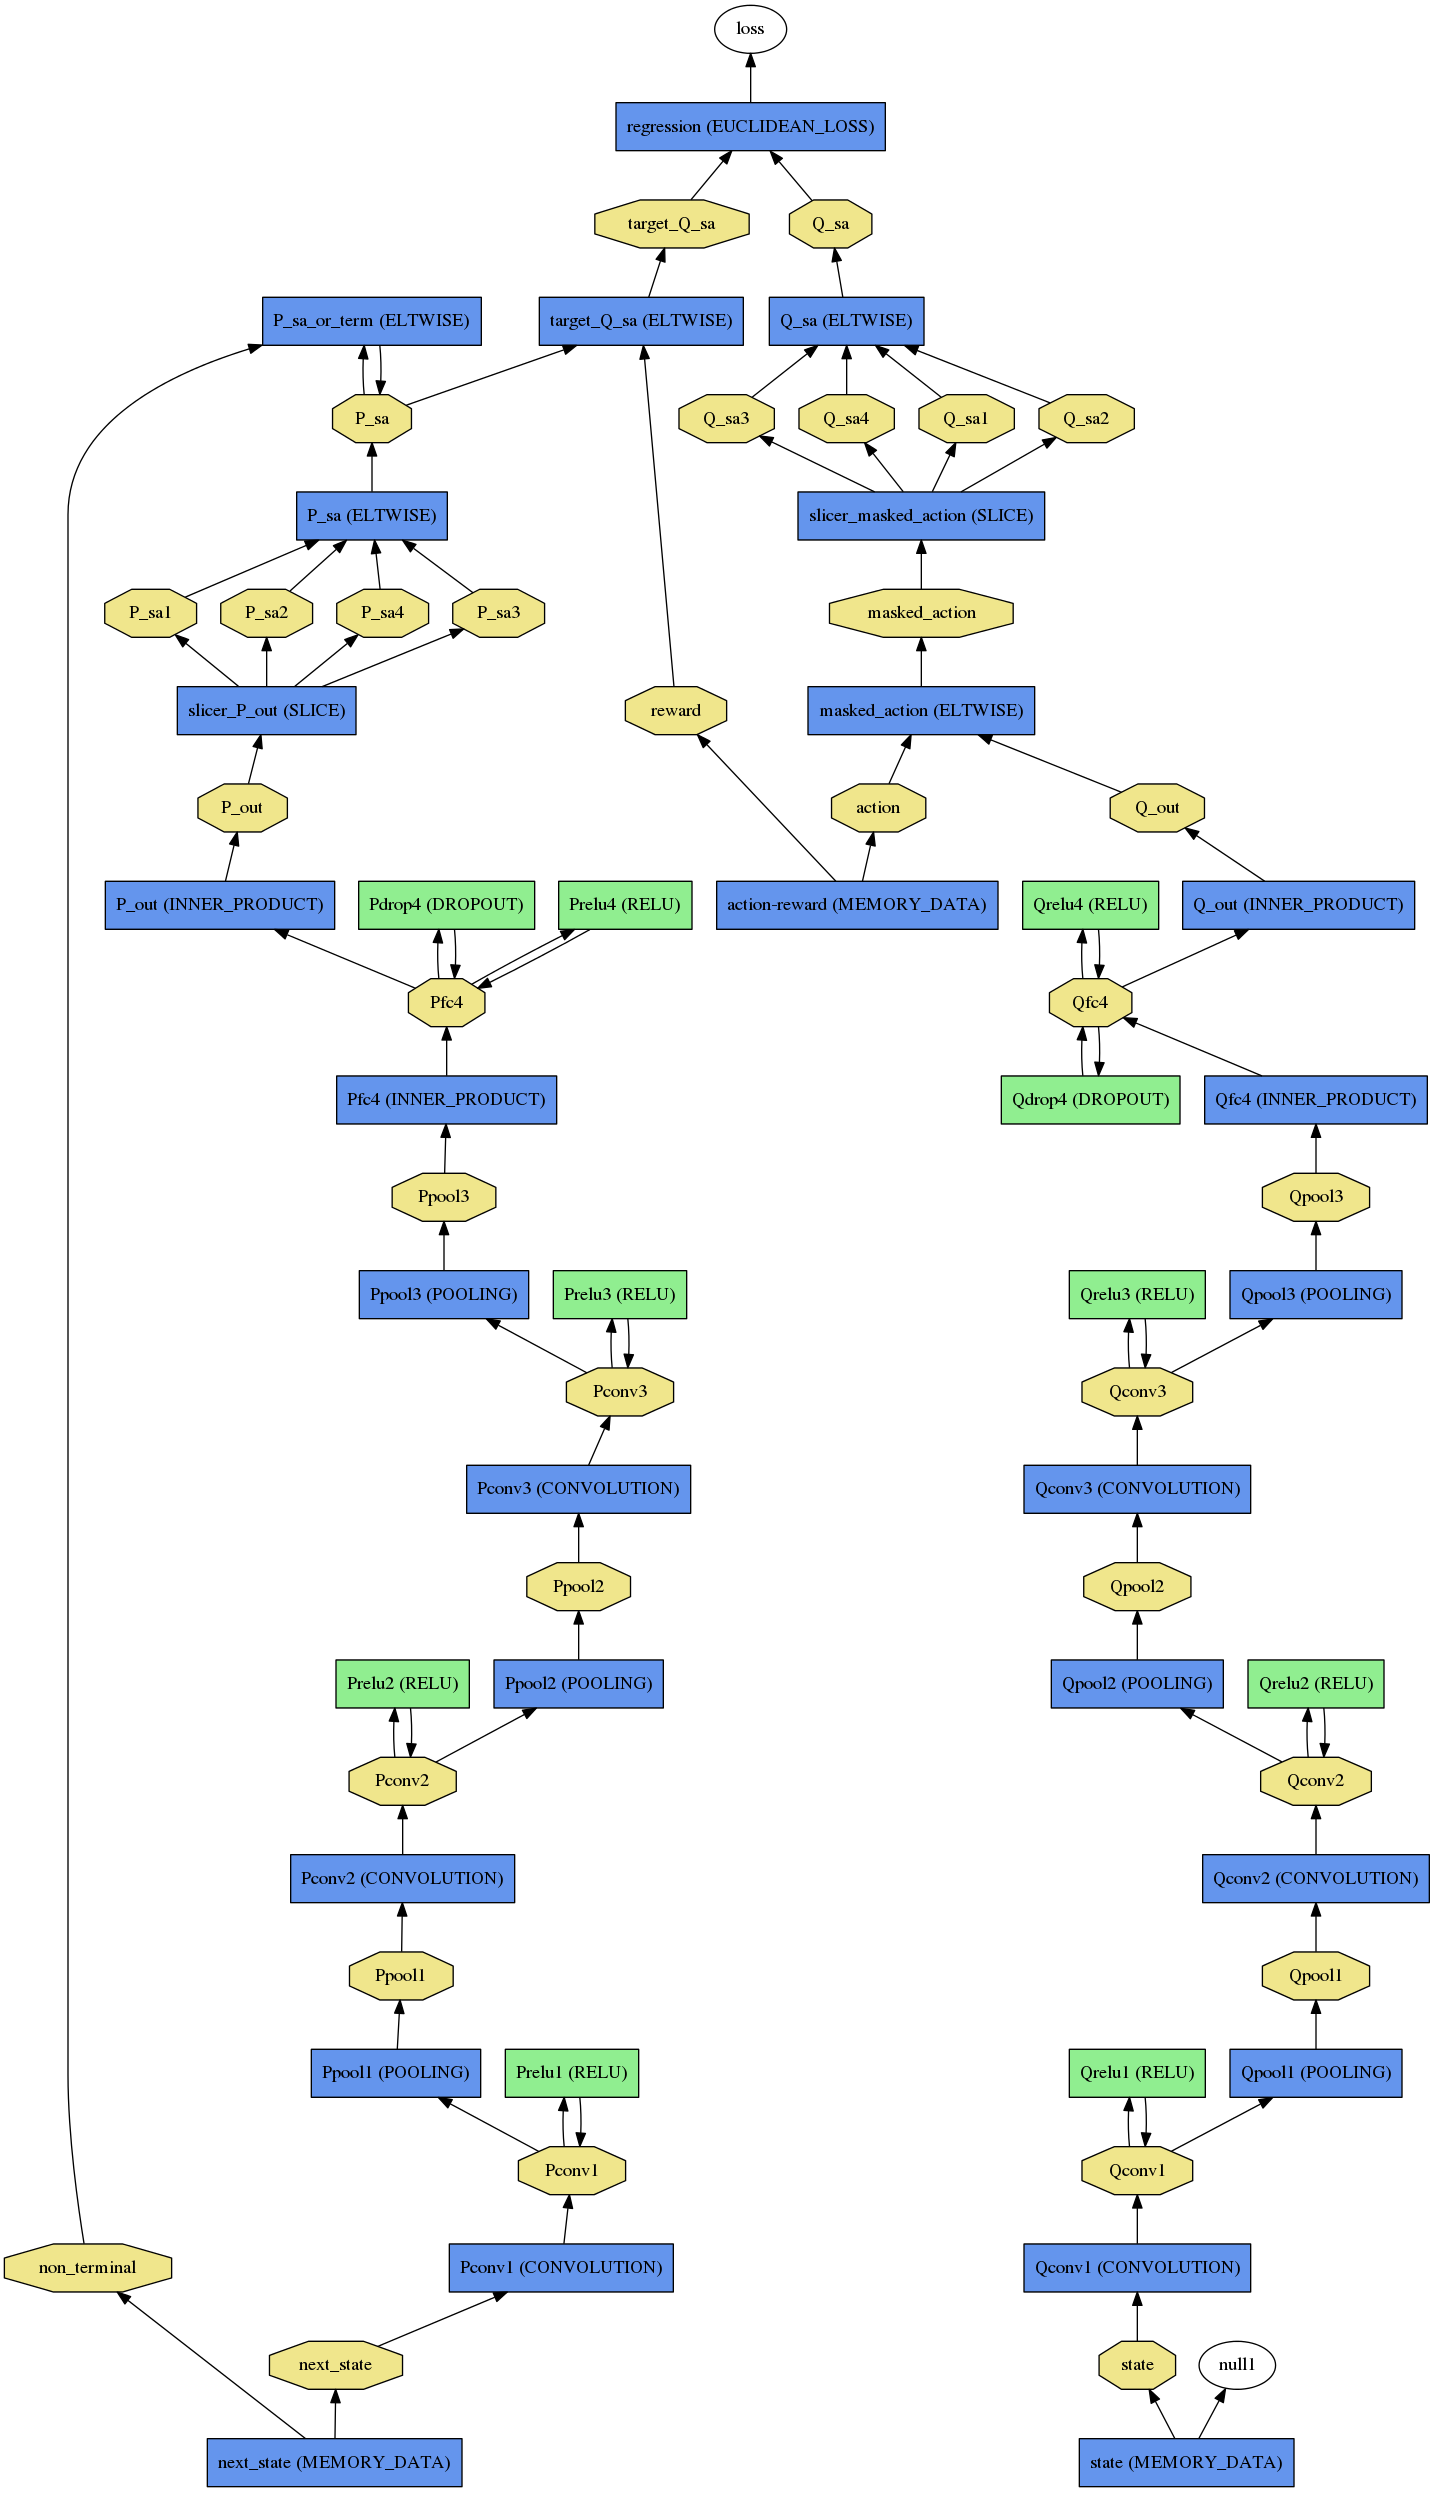 loss
regression (EUCLIDEAN_LOSS)
target_Q_sa
Q_sa
P_sa_or_term (ELTWISE)
target_Q_sa (ELTWISE)
Q_sa (ELTWISE)
P_sa
Q_sa3
Q_sa4
Q_sa1
Q_sa2
P_sa (ELTWISE)
slicer_masked_action (SLICE)
P_sa1
P_sa2
P_sa4
P_sa3
masked_action
slicer_P_out (SLICE)
reward
masked_action (ELTWISE)
P_out
action
Q_out
P_out (INNER_PRODUCT)
Pdrop4 (DROPOUT)
Prelu4 (RELU)
action-reward (MEMORY_DATA)
Qrelu4 (RELU)
Q_out (INNER_PRODUCT)
Pfc4
Qfc4
Pfc4 (INNER_PRODUCT)
Qdrop4 (DROPOUT)
Qfc4 (INNER_PRODUCT)
Ppool3
Qpool3
Ppool3 (POOLING)
Prelu3 (RELU)
Qrelu3 (RELU)
Qpool3 (POOLING)
Pconv3
Qconv3
Pconv3 (CONVOLUTION)
Qconv3 (CONVOLUTION)
Ppool2
Qpool2
Prelu2 (RELU)
Ppool2 (POOLING)
Qpool2 (POOLING)
Qrelu2 (RELU)
Pconv2
Qconv2
Pconv2 (CONVOLUTION)
Qconv2 (CONVOLUTION)
Ppool1
Qpool1
Ppool1 (POOLING)
Prelu1 (RELU)
Qrelu1 (RELU)
Qpool1 (POOLING)
Pconv1
Qconv1
non_terminal
Pconv1 (CONVOLUTION)
Qconv1 (CONVOLUTION)
next_state
state
null1
next_state (MEMORY_DATA)
state (MEMORY_DATA)